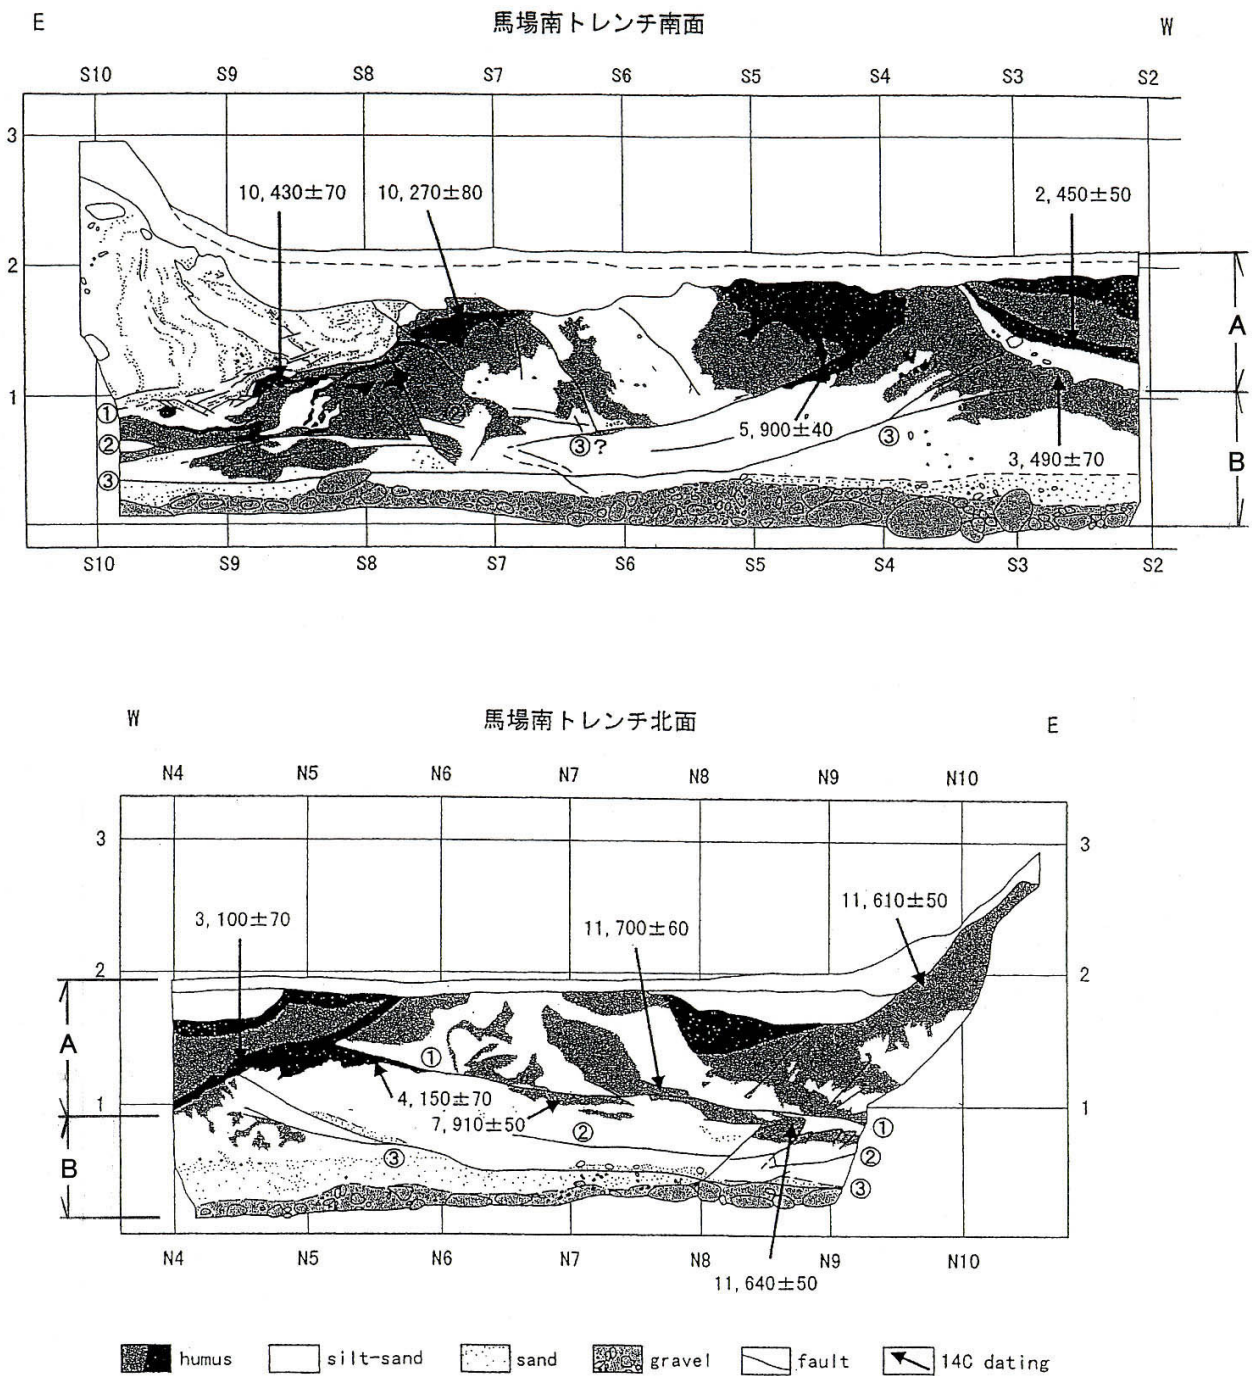 E 馬場南トレンチ南面 W
S10 S9 S8 S7 S6 S5 S4 S3 S2
3
10,430±70 10,270±80 2,450±50
2
A
1
①
② ② 5,900±40 ③
③? 3,490±70
③ B
S10 S9 S8 S7 S6 S5 S4 S3 S2
W 馬場南トレンチ北面 E
N4 N5 N6 N7 N8 N9 N10
3 3
3,100±70 11,700±60 11,610±50
2 2
A
①
1 4,150±70 1
7,910±50 ② ①
②
B ③ ③
N4 N5 N6 N7 N8 N9 N10
11,640±50
humus silt-sand sand gravel fault 14C dating